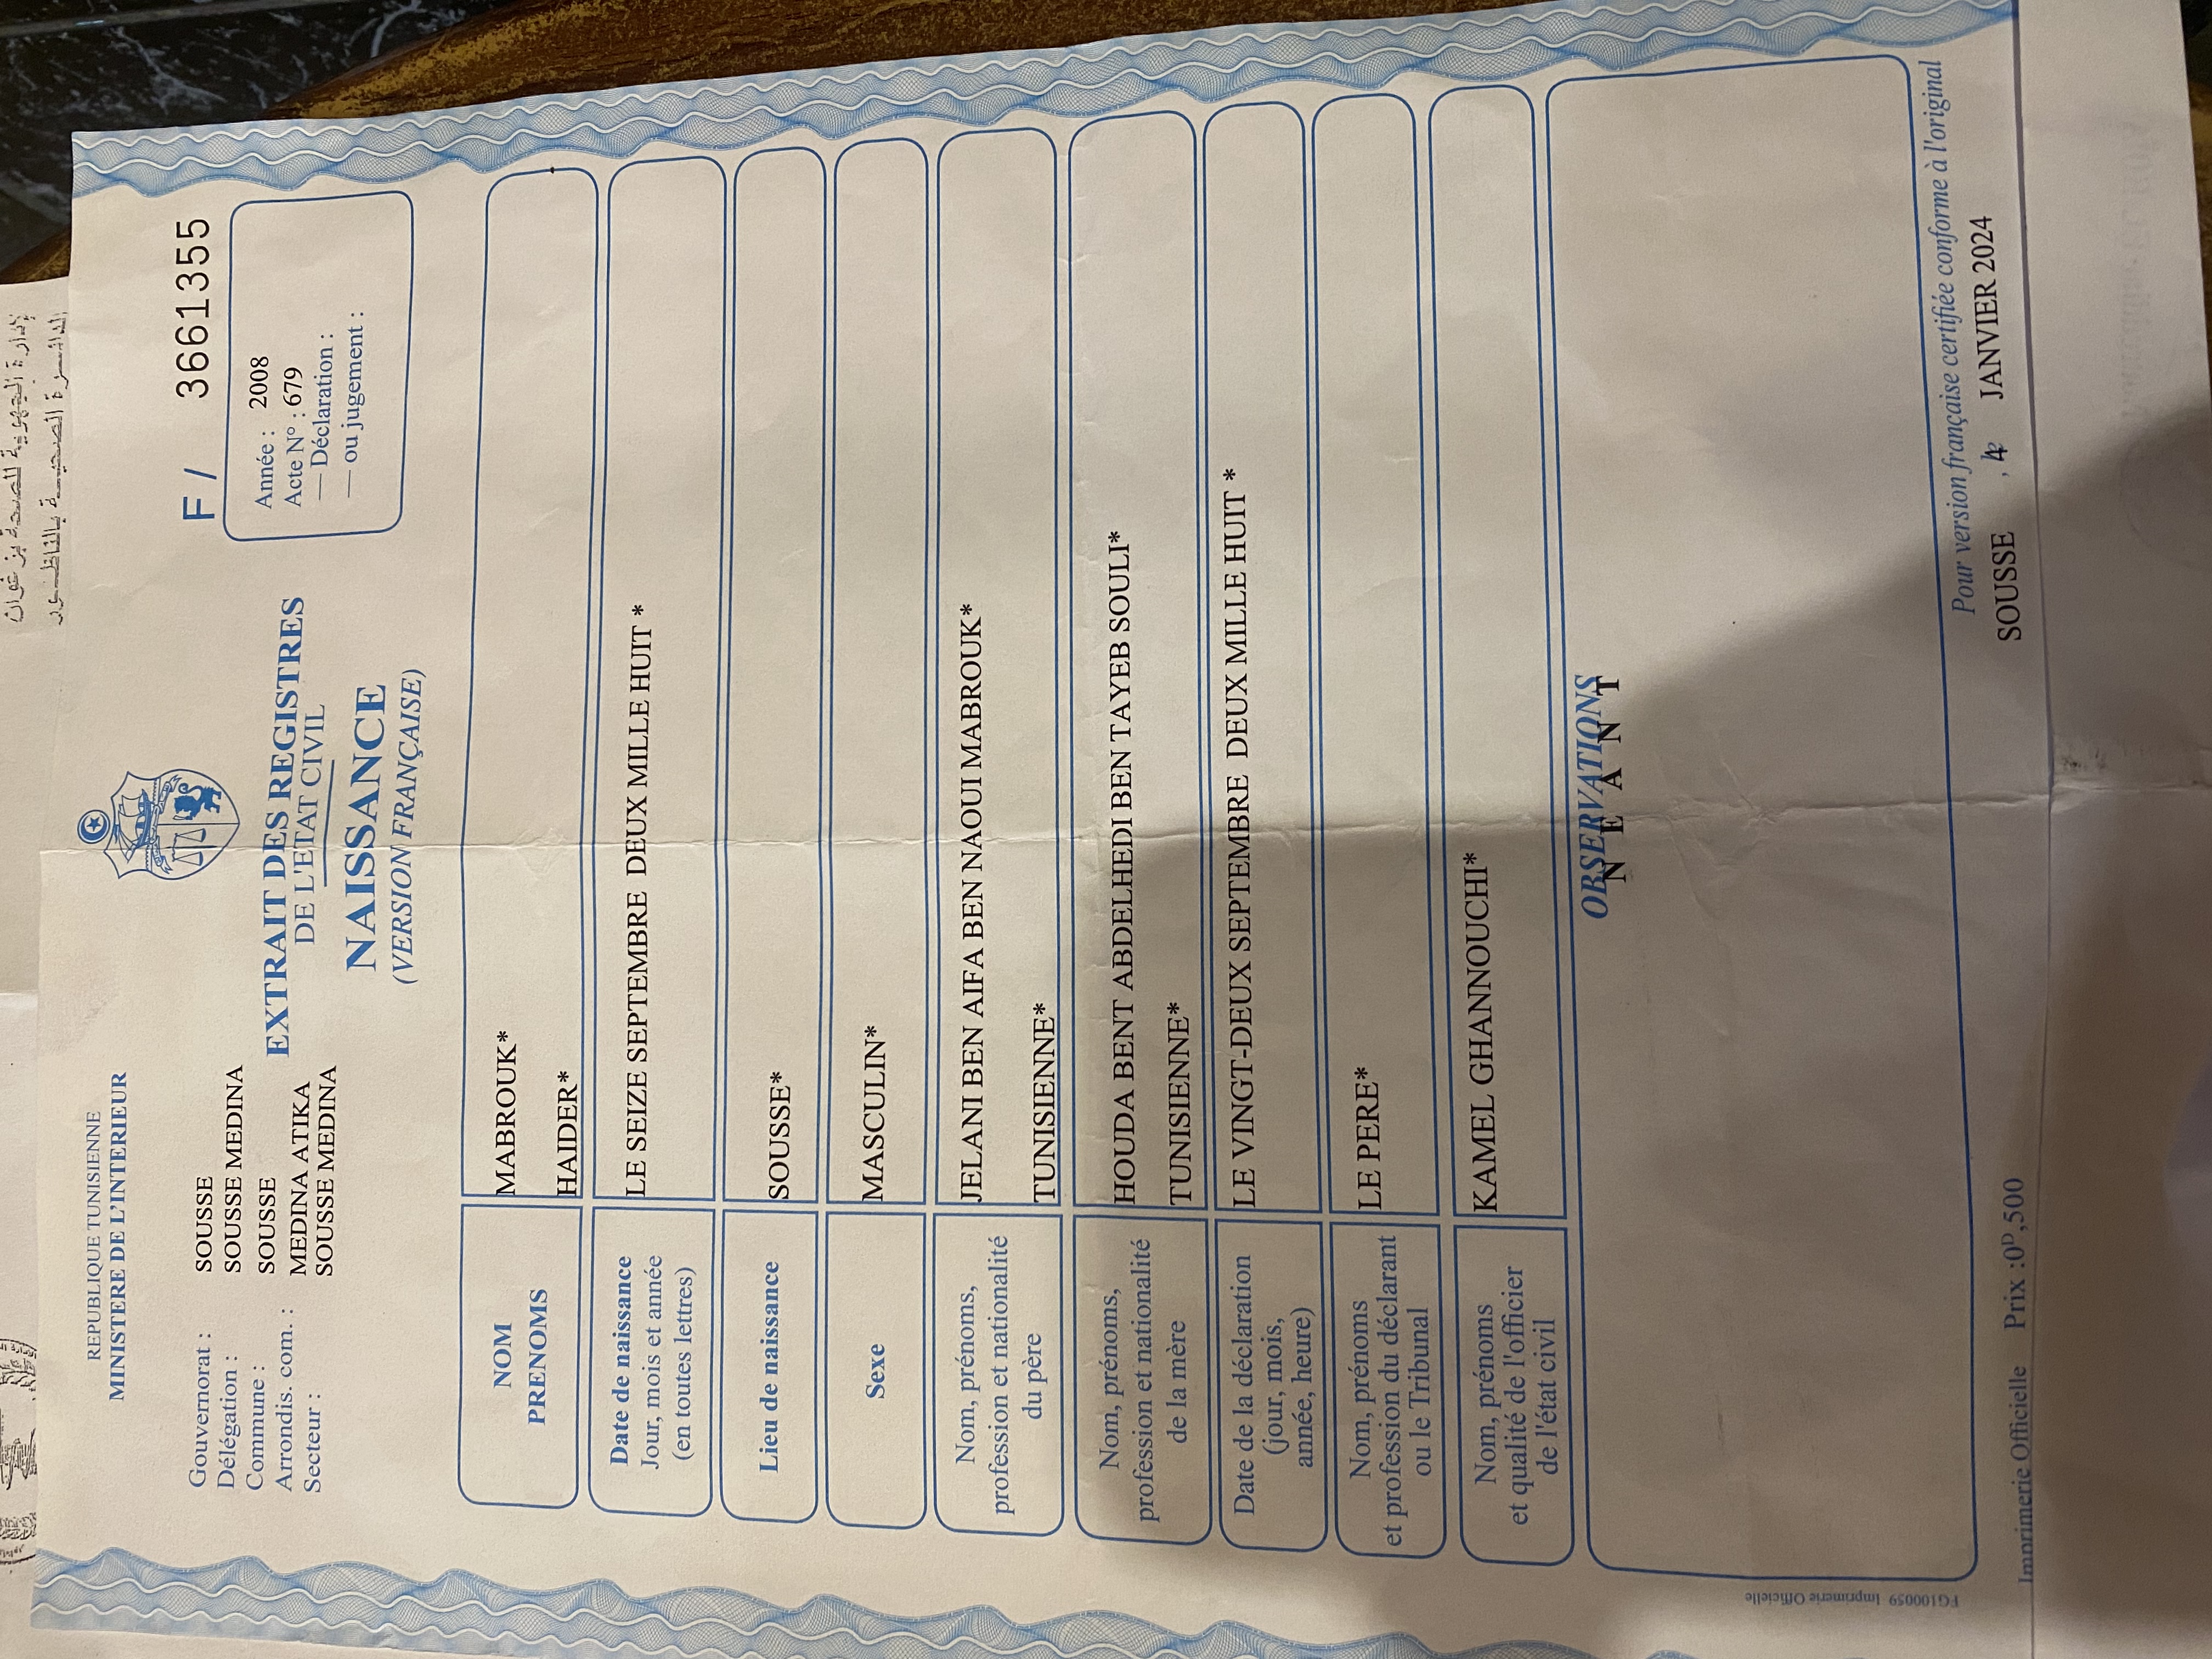 الإدارة الجهوية للصحة بزغوان
REPUBLIQUE TUNISIENNE
MINISTERE DE L'INTERIEUR
F / 3661355
Gouvernorat : SOUSSE
Délégation : SOUSSE MEDINA
Commune : SOUSSE
Arrondis. com. : MEDINA ATIKA
Secteur : SOUSSE MEDINA
EXTRAIT DES REGISTRES
DE L'ETAT CIVIL
NAISSANCE
(VERSION FRANÇAISE)
Année : 2008
Acte N° : 679
— Déclaration :
— ou jugement :
NOM MABROUK*
PRENOMS HAIDER*
Date de naissance
Jour, mois et année
(en toutes lettres)
LE SEIZE SEPTEMBRE DEUX MILLE HUIT *
Lieu de naissance SOUSSE*
Sexe MASCULIN*
Nom, prénoms,
profession et nationalité
du père
JELANI BEN AIFA BEN NAOUI MABROUK*
TUNISIENNE*
Nom, prénoms,
profession et nationalité
de la mère
HOUDA BENT ABDELHEDI BEN TAYEB SOULI*
TUNISIENNE*
Date de la déclaration
(jour, mois,
année, heure)
LE VINGT-DEUX SEPTEMBRE DEUX MILLE HUIT *
Nom, prénoms
et profession du déclarant
ou le Tribunal
LE PERE*
Nom, prénoms
et qualité de l'officier
de l'état civil
KAMEL GHANNOUCHI*
OBSERVATIONS
N E A N T
Pour version française certifiée conforme à l'original
SOUSSE , JANVIER 2024
FG100059 Imprimerie Officielle
Imprimerie Officielle Prix :0ᴰ,500